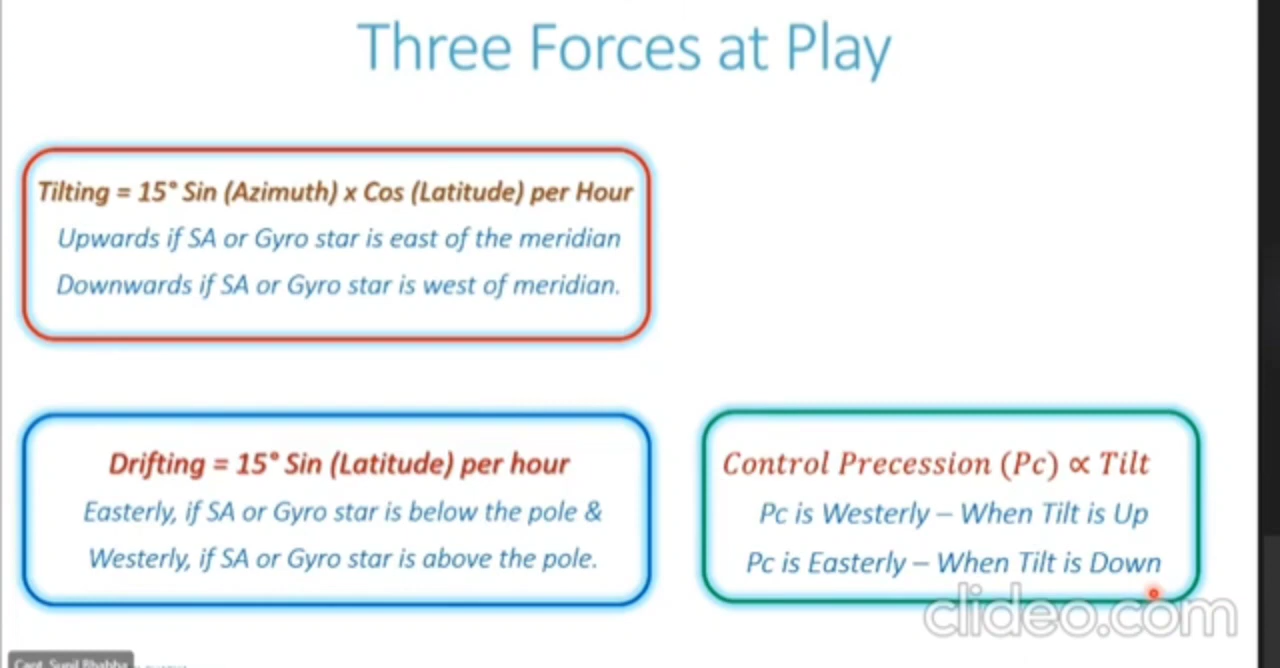 Three Forces at Play
Tilting = 15° Sin (Azimuth) x Cos (Latitude) per Hour
Upwards if SA or Gyro star is east of the meridian
Downwards if SA or Gyro star is west of meridian.
Drifting = 15° Sin (Latitude) per hour
Easterly, if SA or Gyro star is below the pole &
Westerly, if SA or Gyro star is above the pole.
Control Precession (Pc) ∝ Tilt
Pc is Westerly – When Tilt is Up
Pc is Easterly – When Tilt is Down
clideo.com
Capt. Sunil Bhabha